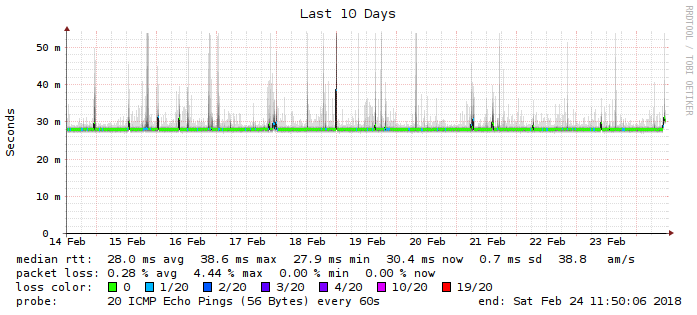 Last 10 Days
RRDTOOL / TOBI OETIKER
Seconds
50 m
40 m
30 m
20 m
10 m
0
14 Feb 15 Feb 16 Feb 17 Feb 18 Feb 19 Feb 20 Feb 21 Feb 22 Feb 23 Feb
median rtt: 28.0 ms avg 38.6 ms max 27.9 ms min 30.4 ms now 0.7 ms sd 38.8 am/s
packet loss: 0.28 % avg 4.44 % max 0.00 % min 0.00 % now
loss color: 0 1/20 2/20 3/20 4/20 10/20 19/20
probe: 20 ICMP Echo Pings (56 Bytes) every 60s end: Sat Feb 24 11:50:06 2018